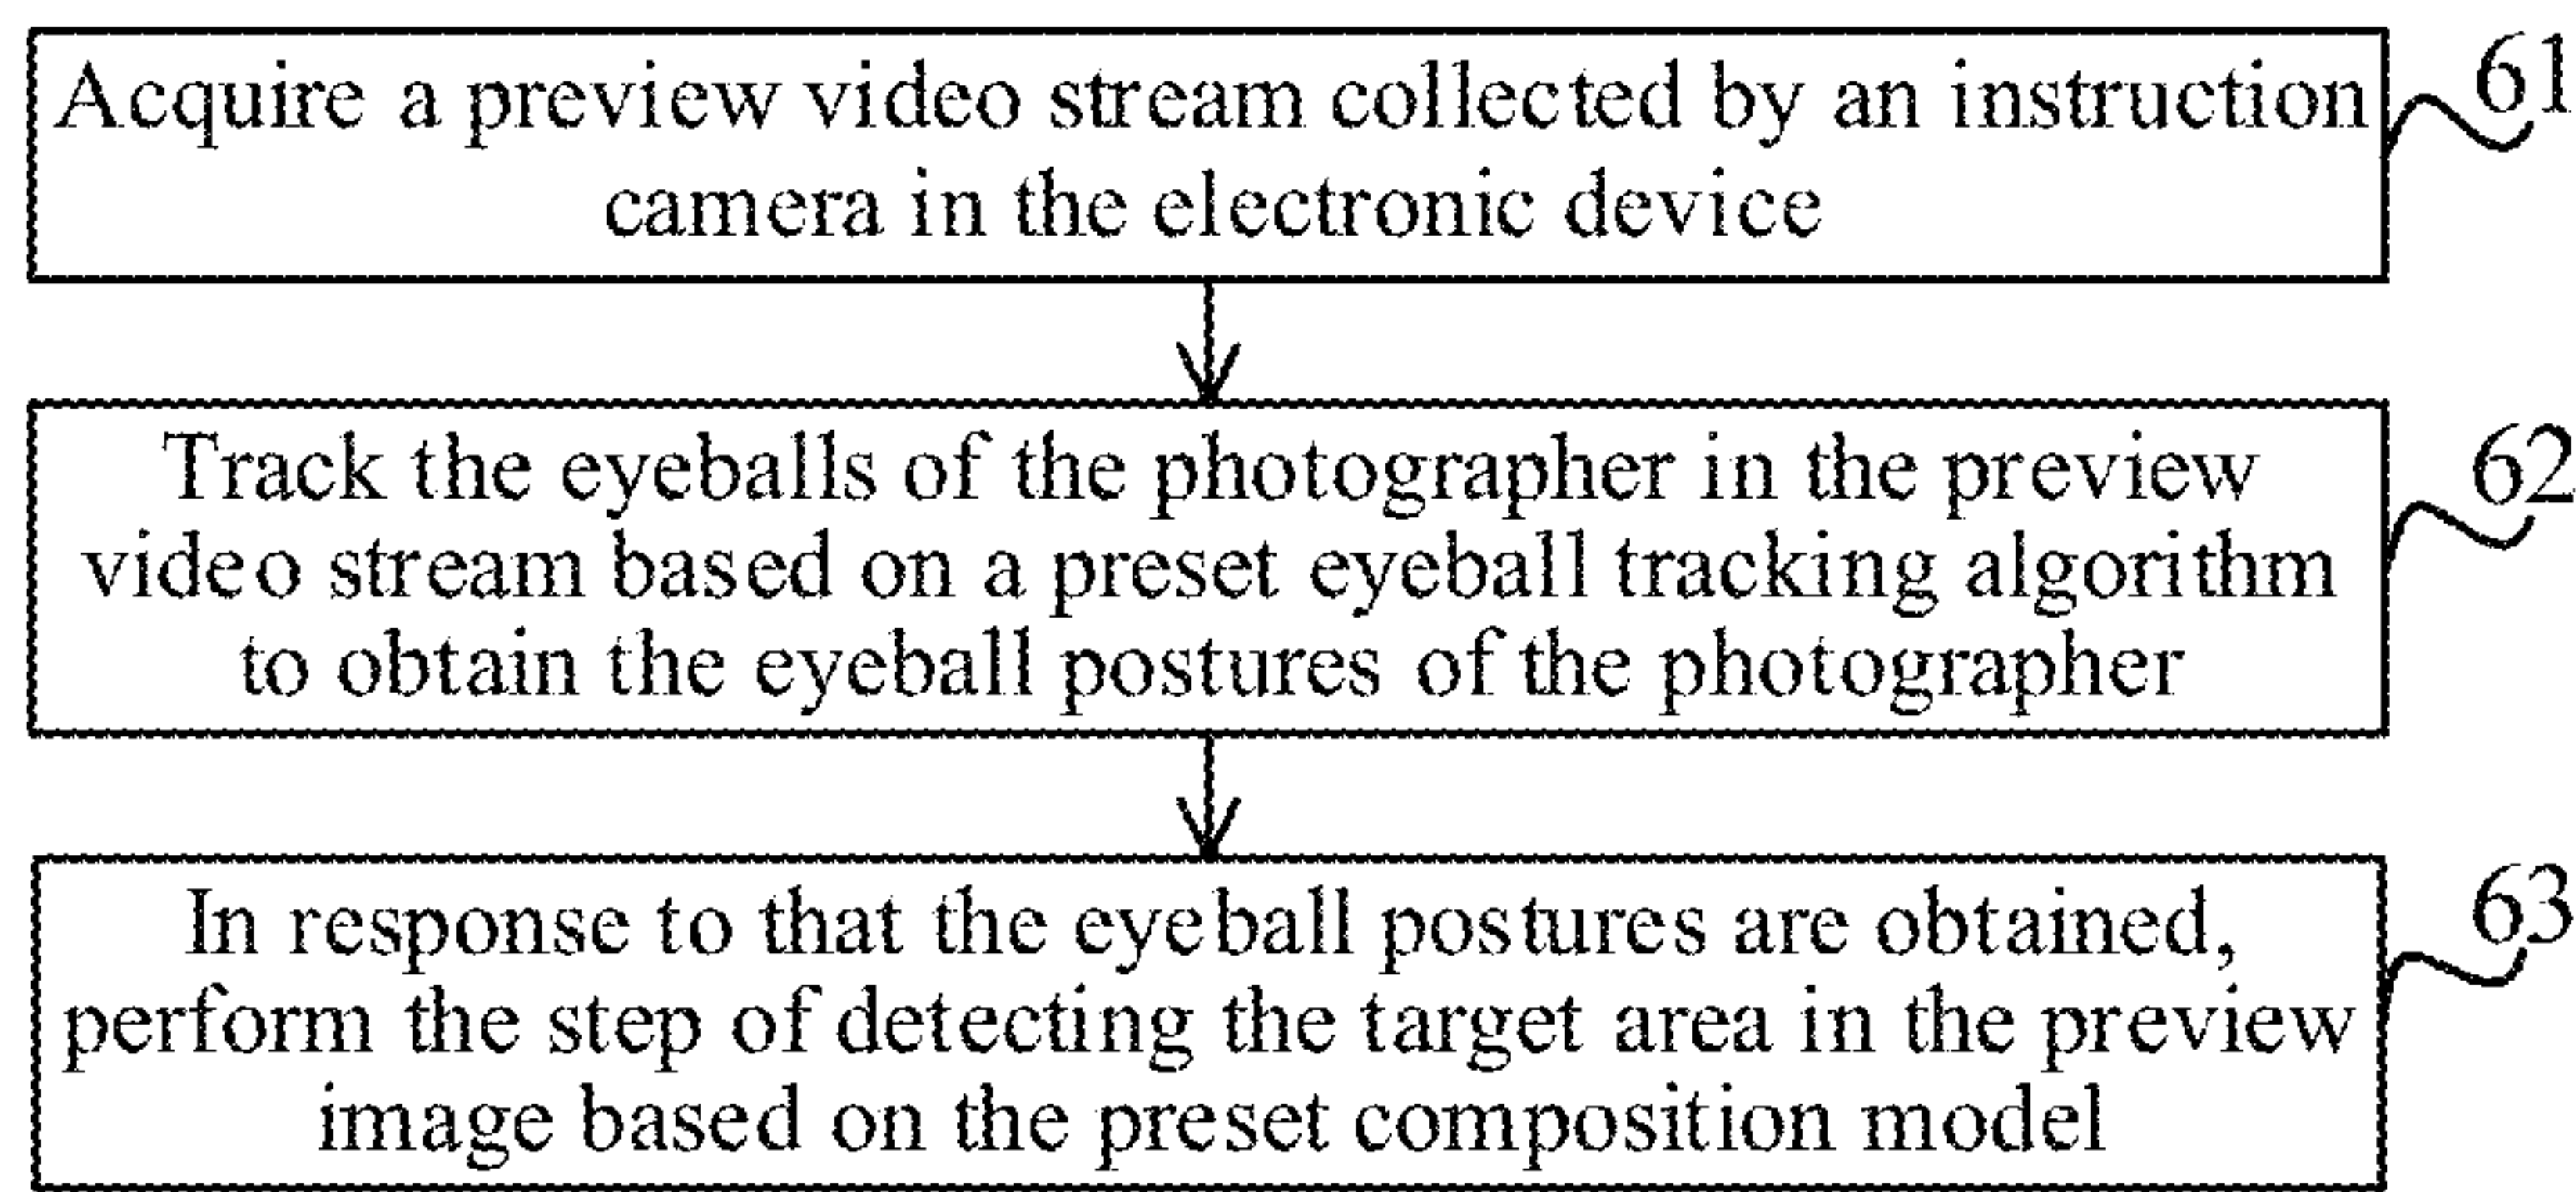 Acquire a preview video stream collected by an instruction
camera in the electronic device
61
Track the eyeballs of the photographer in the preview
video stream based on a preset eyeball tracking algorithm
to obtain the eyeball postures of the photographer
62
In response to that the eyeball postures are obtained,
perform the step of detecting the target area in the preview
image based on the preset composition model
63